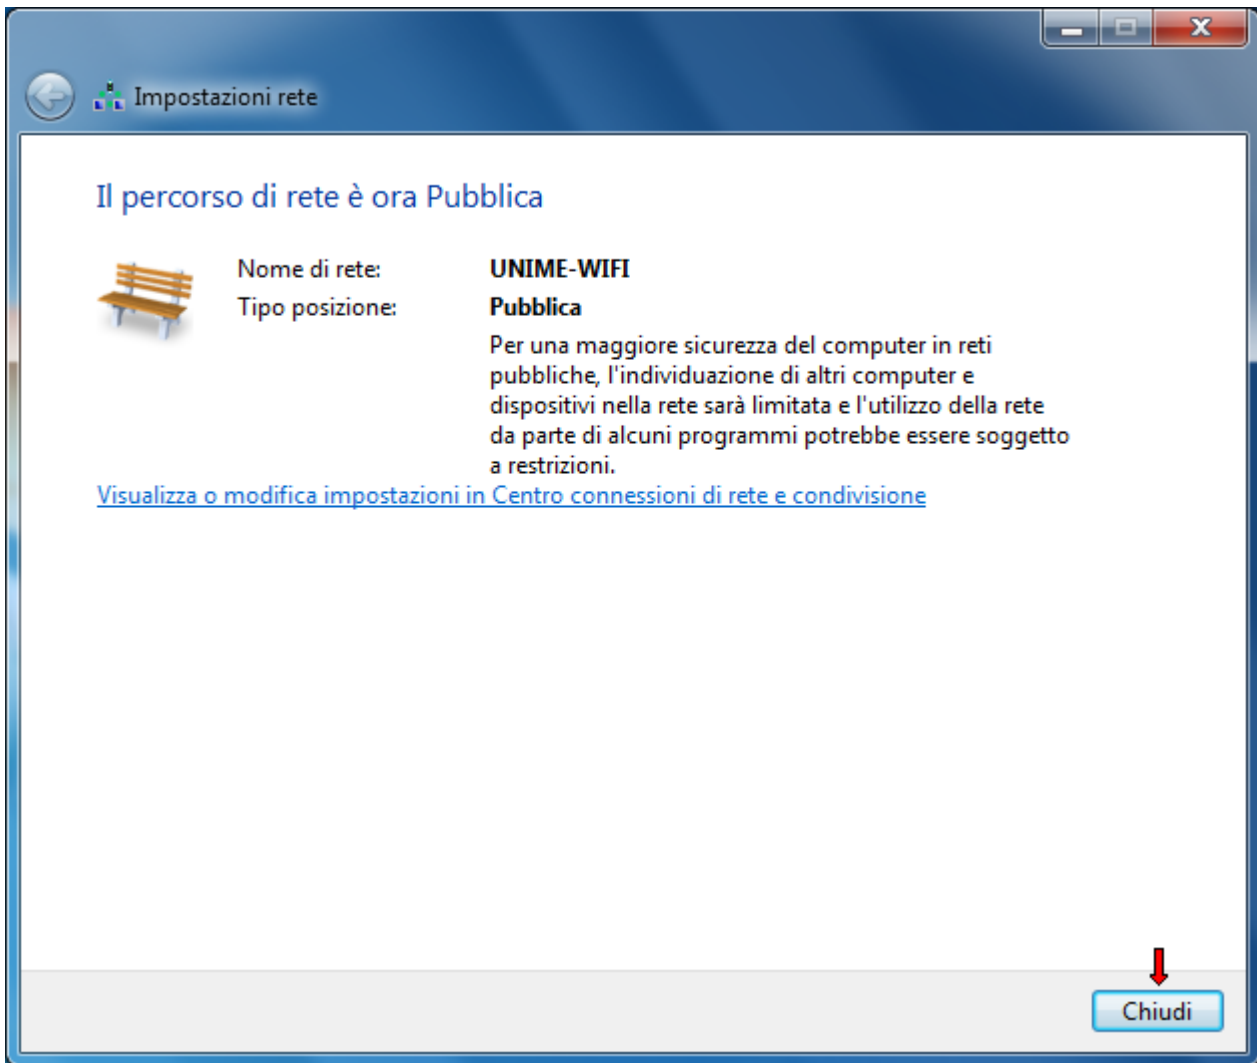 Impostazioni rete
Il percorso di rete è ora Pubblica
Nome di rete: UNIME-WIFI
Tipo posizione: Pubblica
Per una maggiore sicurezza del computer in reti
pubbliche, l'individuazione di altri computer e
dispositivi nella rete sarà limitata e l'utilizzo della rete
da parte di alcuni programmi potrebbe essere soggetto
a restrizioni.
Visualizza o modifica impostazioni in Centro connessioni di rete e condivisione
Chiudi